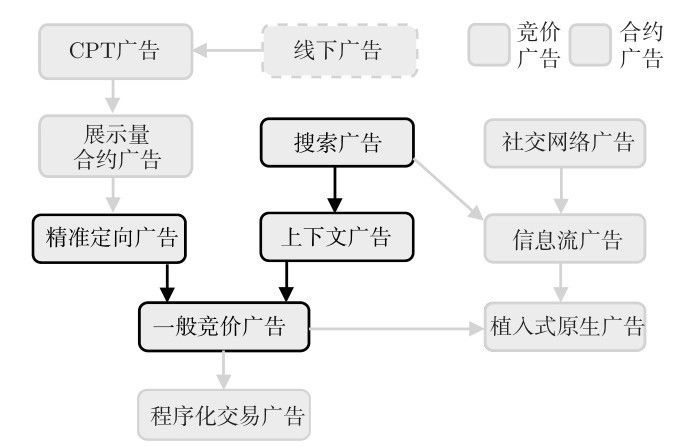 CPT广告
线下广告
竞价
广告
合约
广告
展示量
合约广告
搜索广告
社交网络广告
精准定向广告
上下文广告
信息流广告
一般竞价广告
植入式原生广告
程序化交易广告